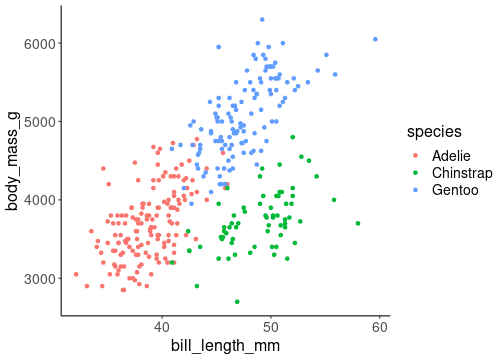 6000
5000
4000
3000
40
50
60
body_mass_g
bill_length_mm
species
Adelie
Chinstrap
Gentoo